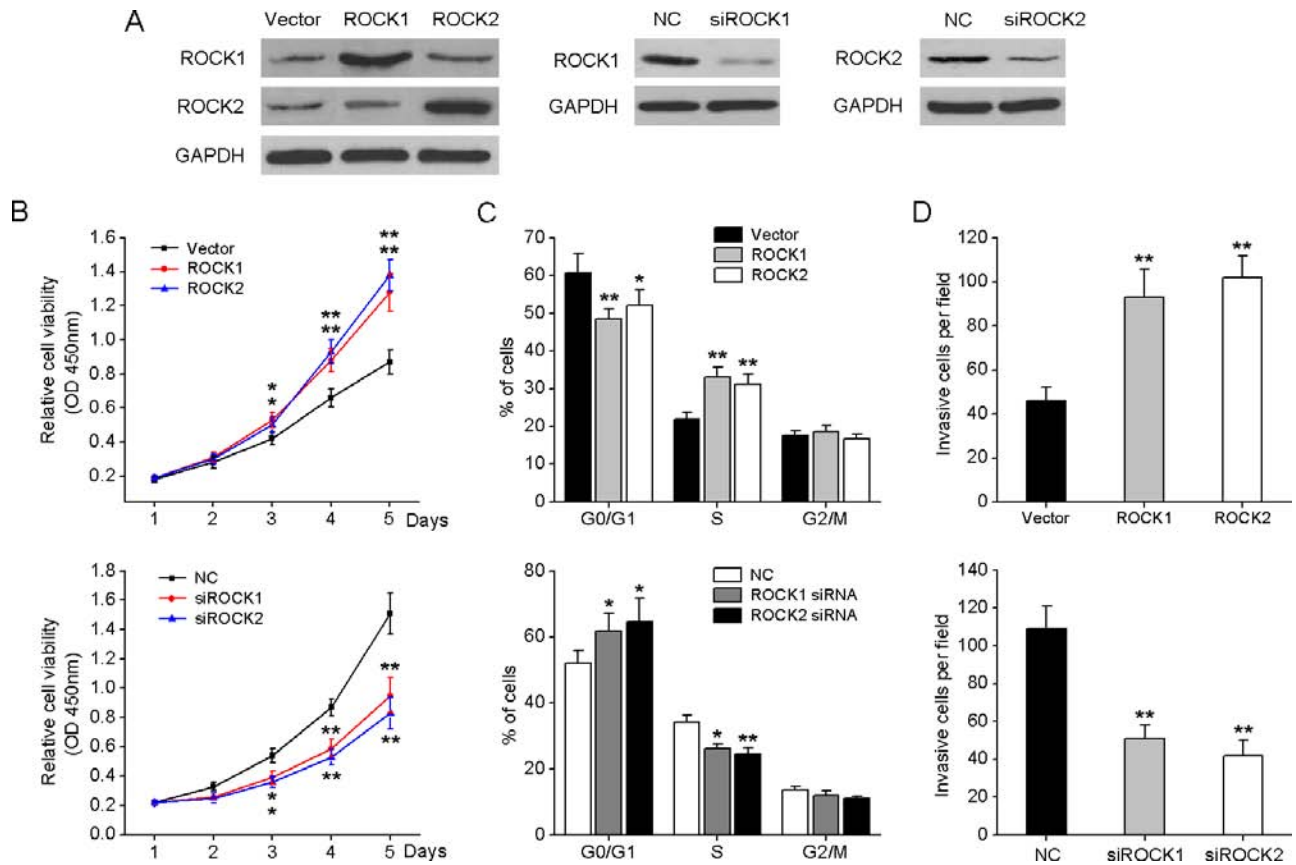 A
Vector ROCK1 ROCK2
ROCK1
ROCK2
GAPDH
NC siROCK1
ROCK1
GAPDH
NC siROCK2
ROCK2
GAPDH
B
Relative cell viability
(OD 450nm)
1.6
1.4
1.2
1.0
0.8
0.6
0.4
0.2
Vector
ROCK1
ROCK2
*
*
**
**
**
**
1 2 3 4 5 Days
Relative cell viability
(OD 450nm)
1.8
1.6
1.4
1.2
1.0
0.8
0.6
0.4
0.2
0.0
NC
siROCK1
siROCK2
*
*
**
**
**
**
1 2 3 4 5 Days
C
% of cells
70
60
50
40
30
20
10
0
Vector
ROCK1
ROCK2
** *
** **
G0/G1 S G2/M
% of cells
80
60
40
20
0
NC
ROCK1 siRNA
ROCK2 siRNA
* *
* **
G0/G1 S G2/M
D
Invasive cells per field
120
100
80
60
40
20
0
** **
Vector ROCK1 ROCK2
Invasive cells per field
140
120
100
80
60
40
20
0
** **
NC siROCK1 siROCK2